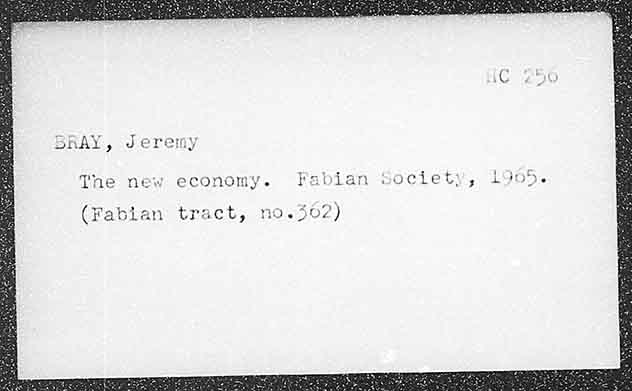 HC 256
BRAY, Jeremy
The new economy. Fabian Society, 1965.
(Fabian tract, no.362)